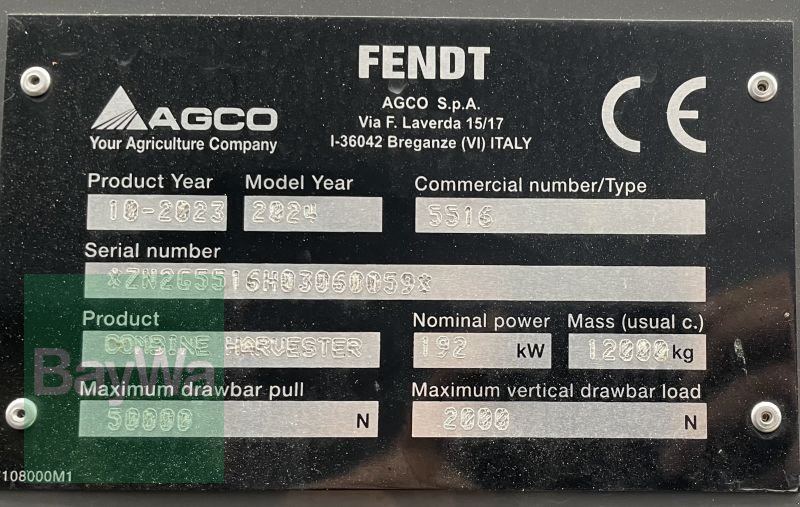 FENDT
AGCO
Your Agriculture Company
AGCO S.p.A.
Via F. Laverda 15/17
I-36042 Breganze (VI) ITALY
CE
Product Year Model Year Commercial number/Type
10-2023 2024 5516
Serial number
*ZN2G5516H03060059*
Product Nominal power Mass (usual c.)
COMBINE HARVESTER 192 kW 12000 kg
BayWa
Maximum drawbar pull Maximum vertical drawbar load
50000 N 2000 N
108000M1